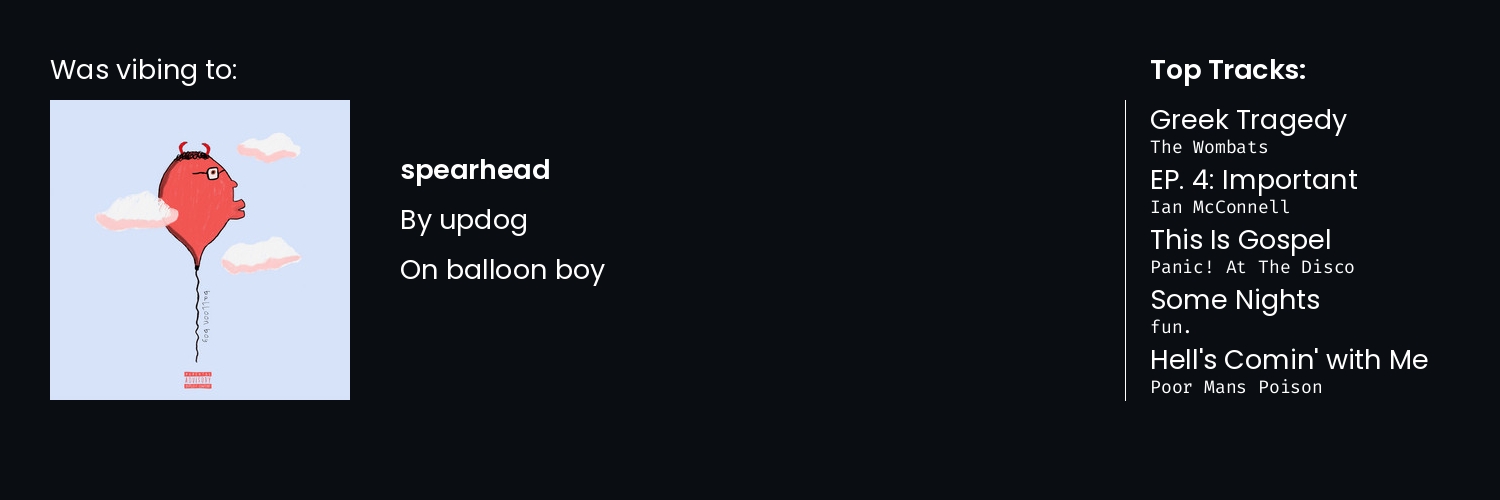 Was vibing to:
balloon boy
spearhead
By updog
On balloon boy
Top Tracks:
Greek Tragedy
The Wombats
EP. 4: Important
Ian McConnell
This Is Gospel
Panic! At The Disco
Some Nights
fun.
Hell's Comin' with Me
Poor Mans Poison